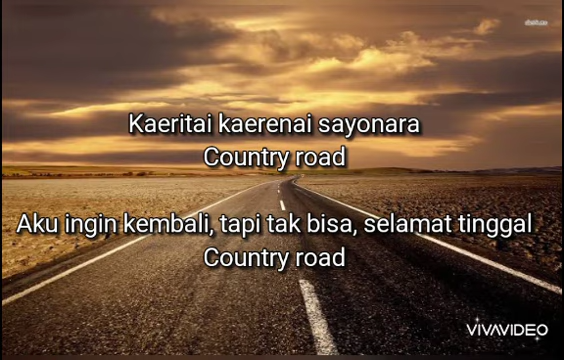 Kaeritai kaerenai sayonara
Country road
Aku ingin kembali, tapi tak bisa, selamat tinggal
Country road
VIVAVIDEO